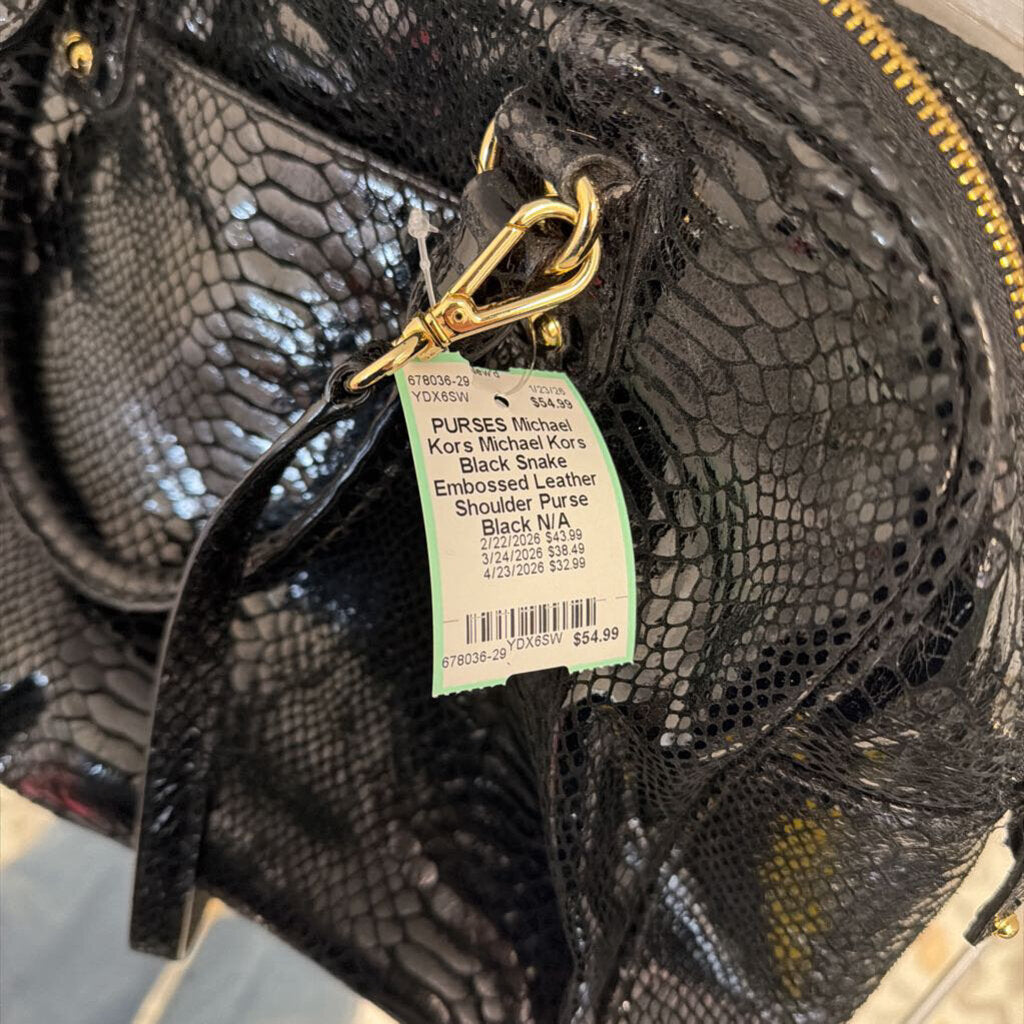 678036-29
1/23/26
YDX6SW
$54.99
PURSES Michael
Kors Michael Kors
Black Snake
Embossed Leather
Shoulder Purse
Black N/A
2/22/2026 $43.99
3/24/2026 $38.49
4/23/2026 $32.99
678036-29 YDX6SW $54.99